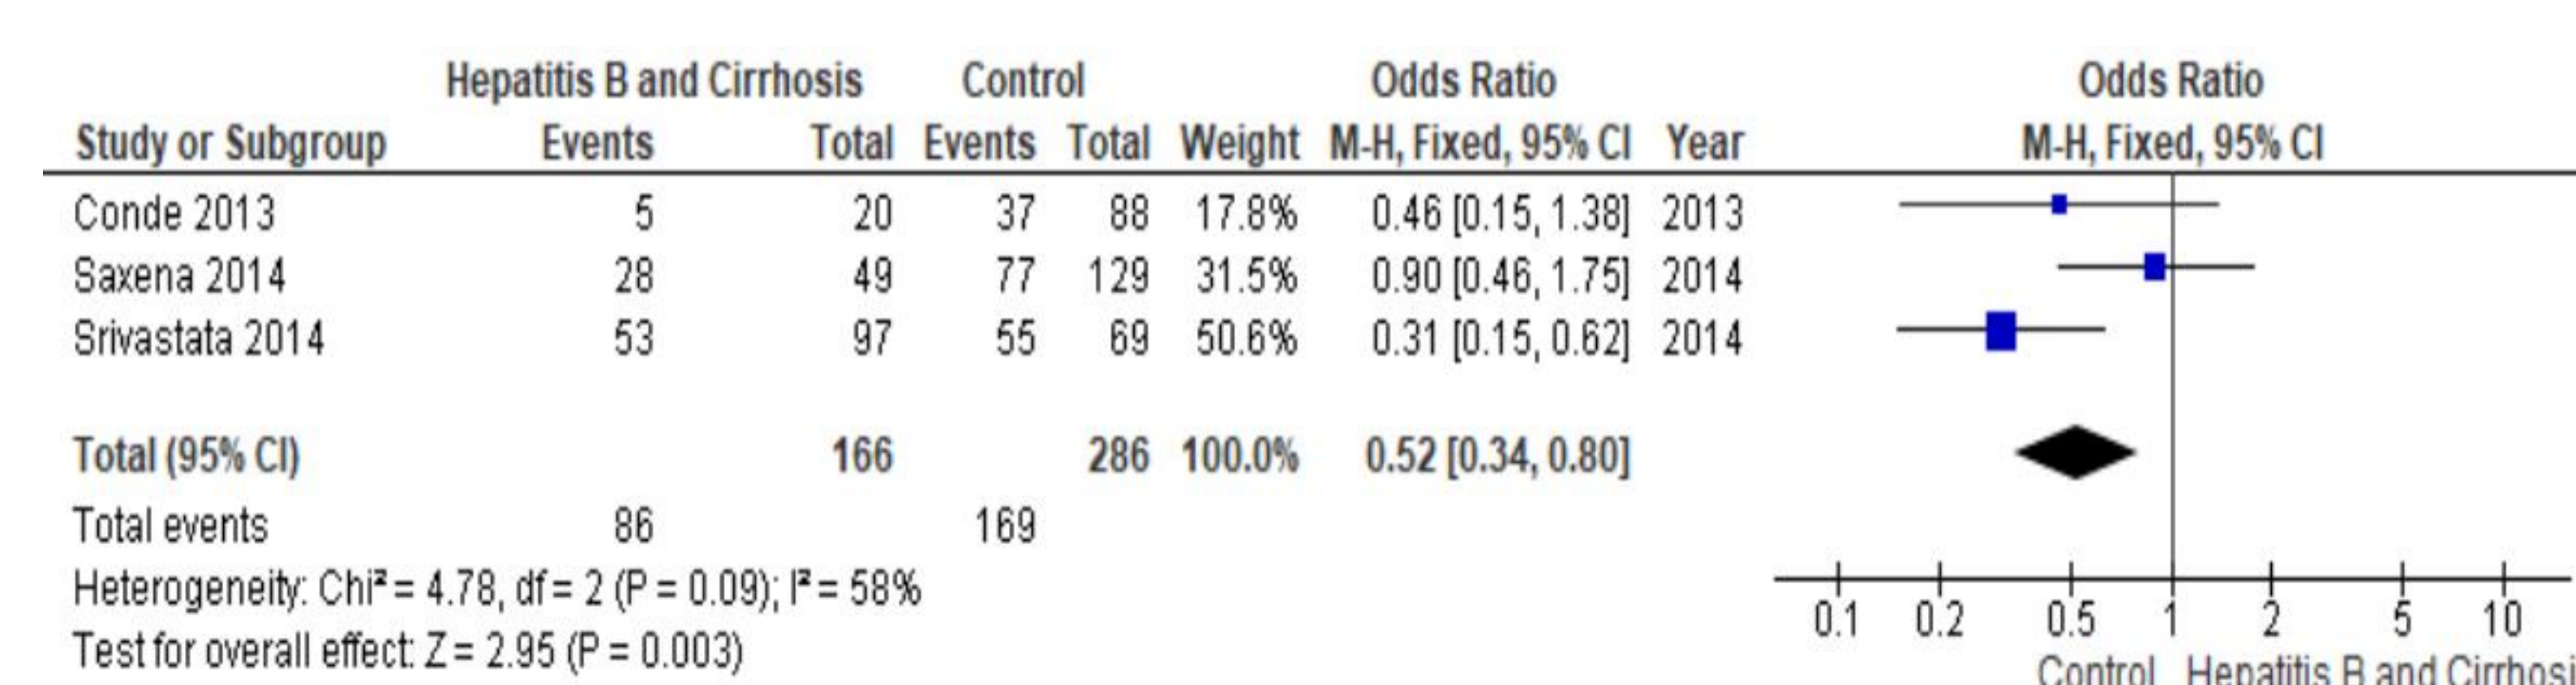 Hepatitis B and Cirrhosis Control Odds Ratio Odds Ratio
Study or Subgroup Events Total Events Total Weight M-H, Fixed, 95% CI Year M-H, Fixed, 95% CI
Conde 2013 5 20 37 88 17.8% 0.46 [0.15, 1.38] 2013
Saxena 2014 28 49 77 129 31.5% 0.90 [0.46, 1.75] 2014
Srivastata 2014 53 97 55 69 50.6% 0.31 [0.15, 0.62] 2014
Total (95% CI) 166 286 100.0% 0.52 [0.34, 0.80]
Total events 86 169
Heterogeneity: Chi² = 4.78, df = 2 (P = 0.09); I² = 58%
Test for overall effect: Z = 2.95 (P = 0.003)
0.1 0.2 0.5 1 2 5 10
Control Hepatitis B and Cirrhosi